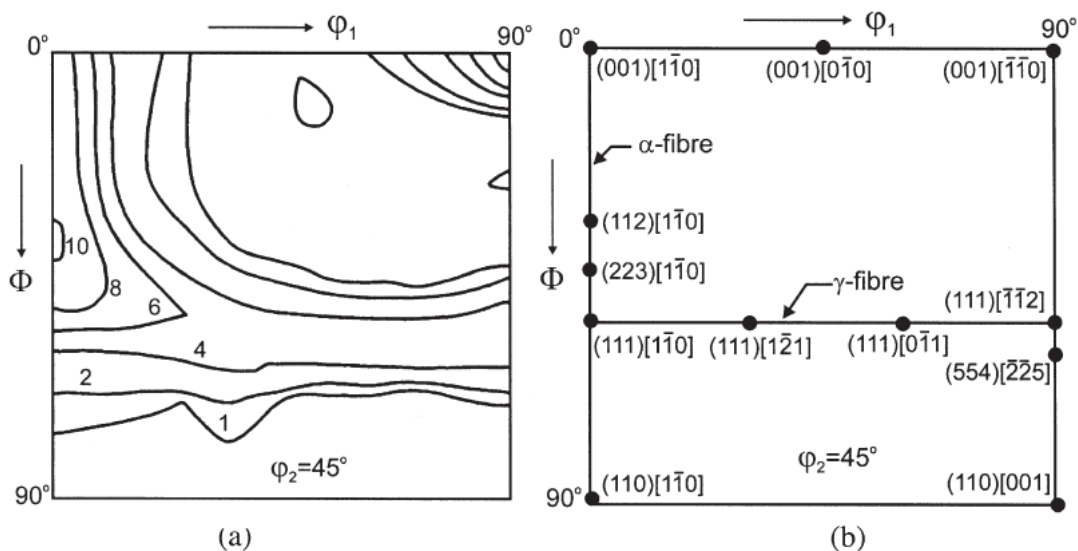 φ₁
0° 90°
Φ
10
8
6
4
2
1
φ₂=45°
90°
(a)
φ₁
0° 90°
(001)[11̄0] (001)[01̄0] (001)[1̄1̄0]
α-fibre
Φ
(112)[11̄0]
(223)[11̄0]
γ-fibre
(111)[1̄1̄2]
(111)[11̄0] (111)[12̄1] (111)[01̄1]
(554)[2̄2̄5]
φ₂=45°
(110)[11̄0] (110)[001]
90°
(b)